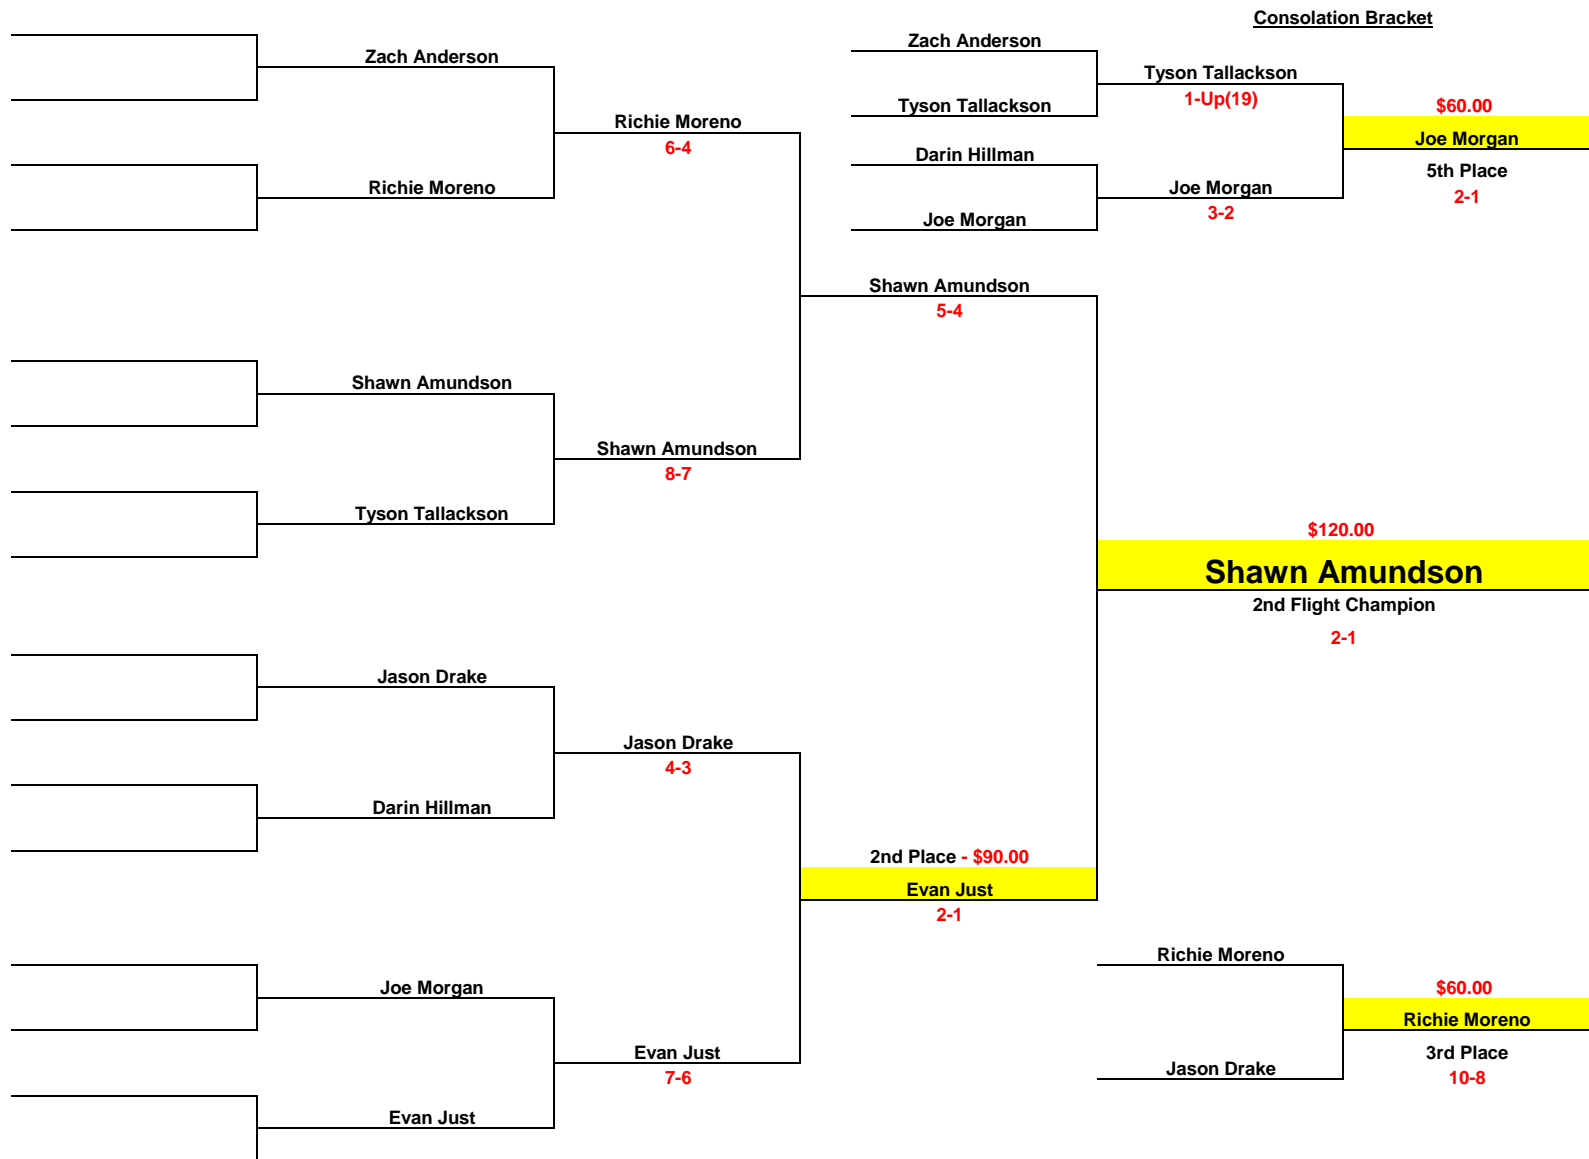 Consolation Bracket
Zach Anderson
Zach Anderson
Tyson Tallackson
1-Up(19)
Tyson Tallackson
$60.00
Richie Moreno
6-4
Joe Morgan
Darin Hillman
5th Place
Richie Moreno
Joe Morgan
3-2
2-1
Joe Morgan
Shawn Amundson
5-4
Shawn Amundson
Shawn Amundson
8-7
Tyson Tallackson
$120.00
Shawn Amundson
2nd Flight Champion
2-1
Jason Drake
Jason Drake
4-3
Darin Hillman
2nd Place - $90.00
Evan Just
2-1
Richie Moreno
Joe Morgan
$60.00
Richie Moreno
Evan Just
7-6
3rd Place
Jason Drake
10-8
Evan Just